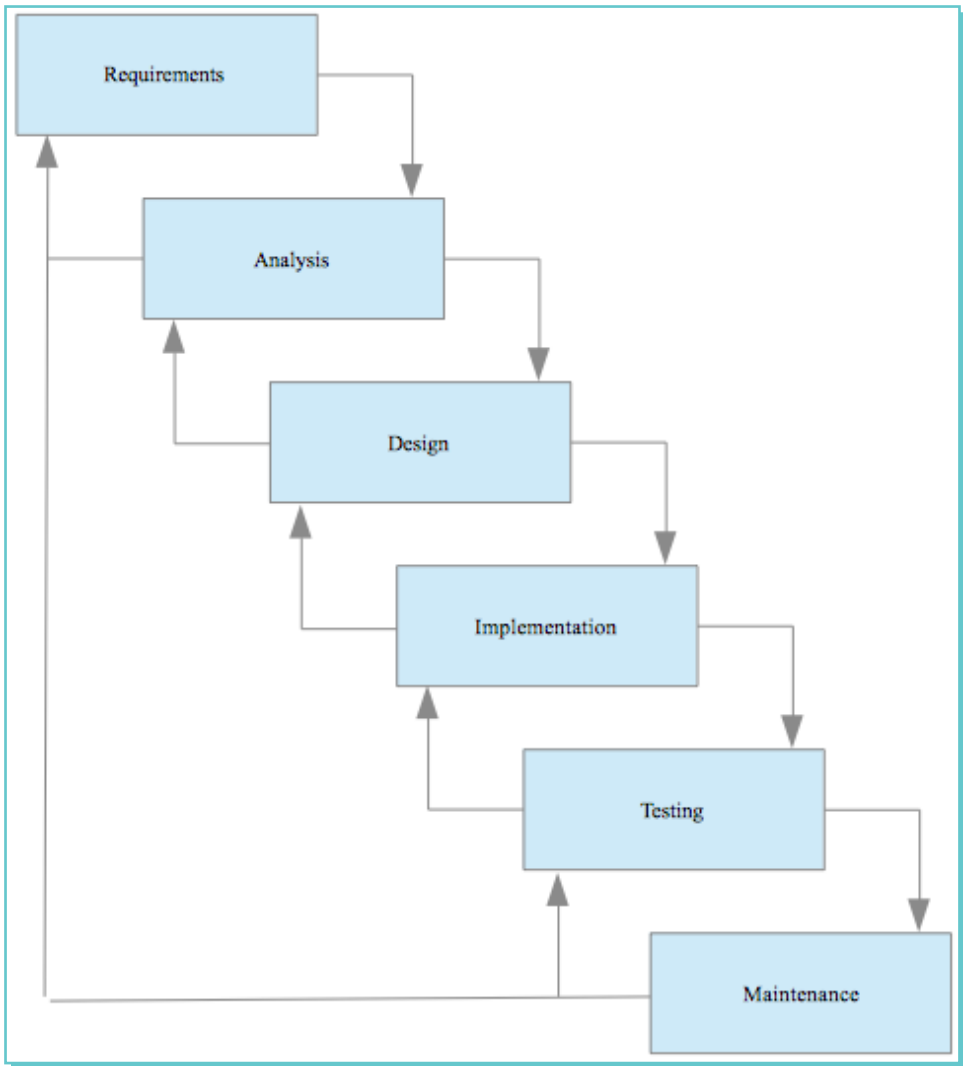 Requirements
Analysis
Design
Implementation
Testing
Maintenance